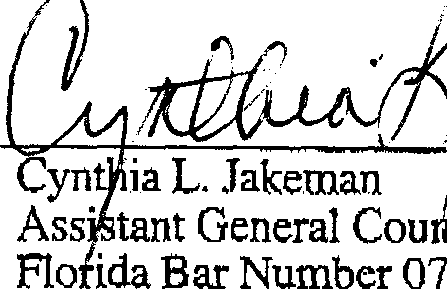 Cynthia
Cynthia L. Jakeman
Assistant General Coun
Florida Bar Number 07